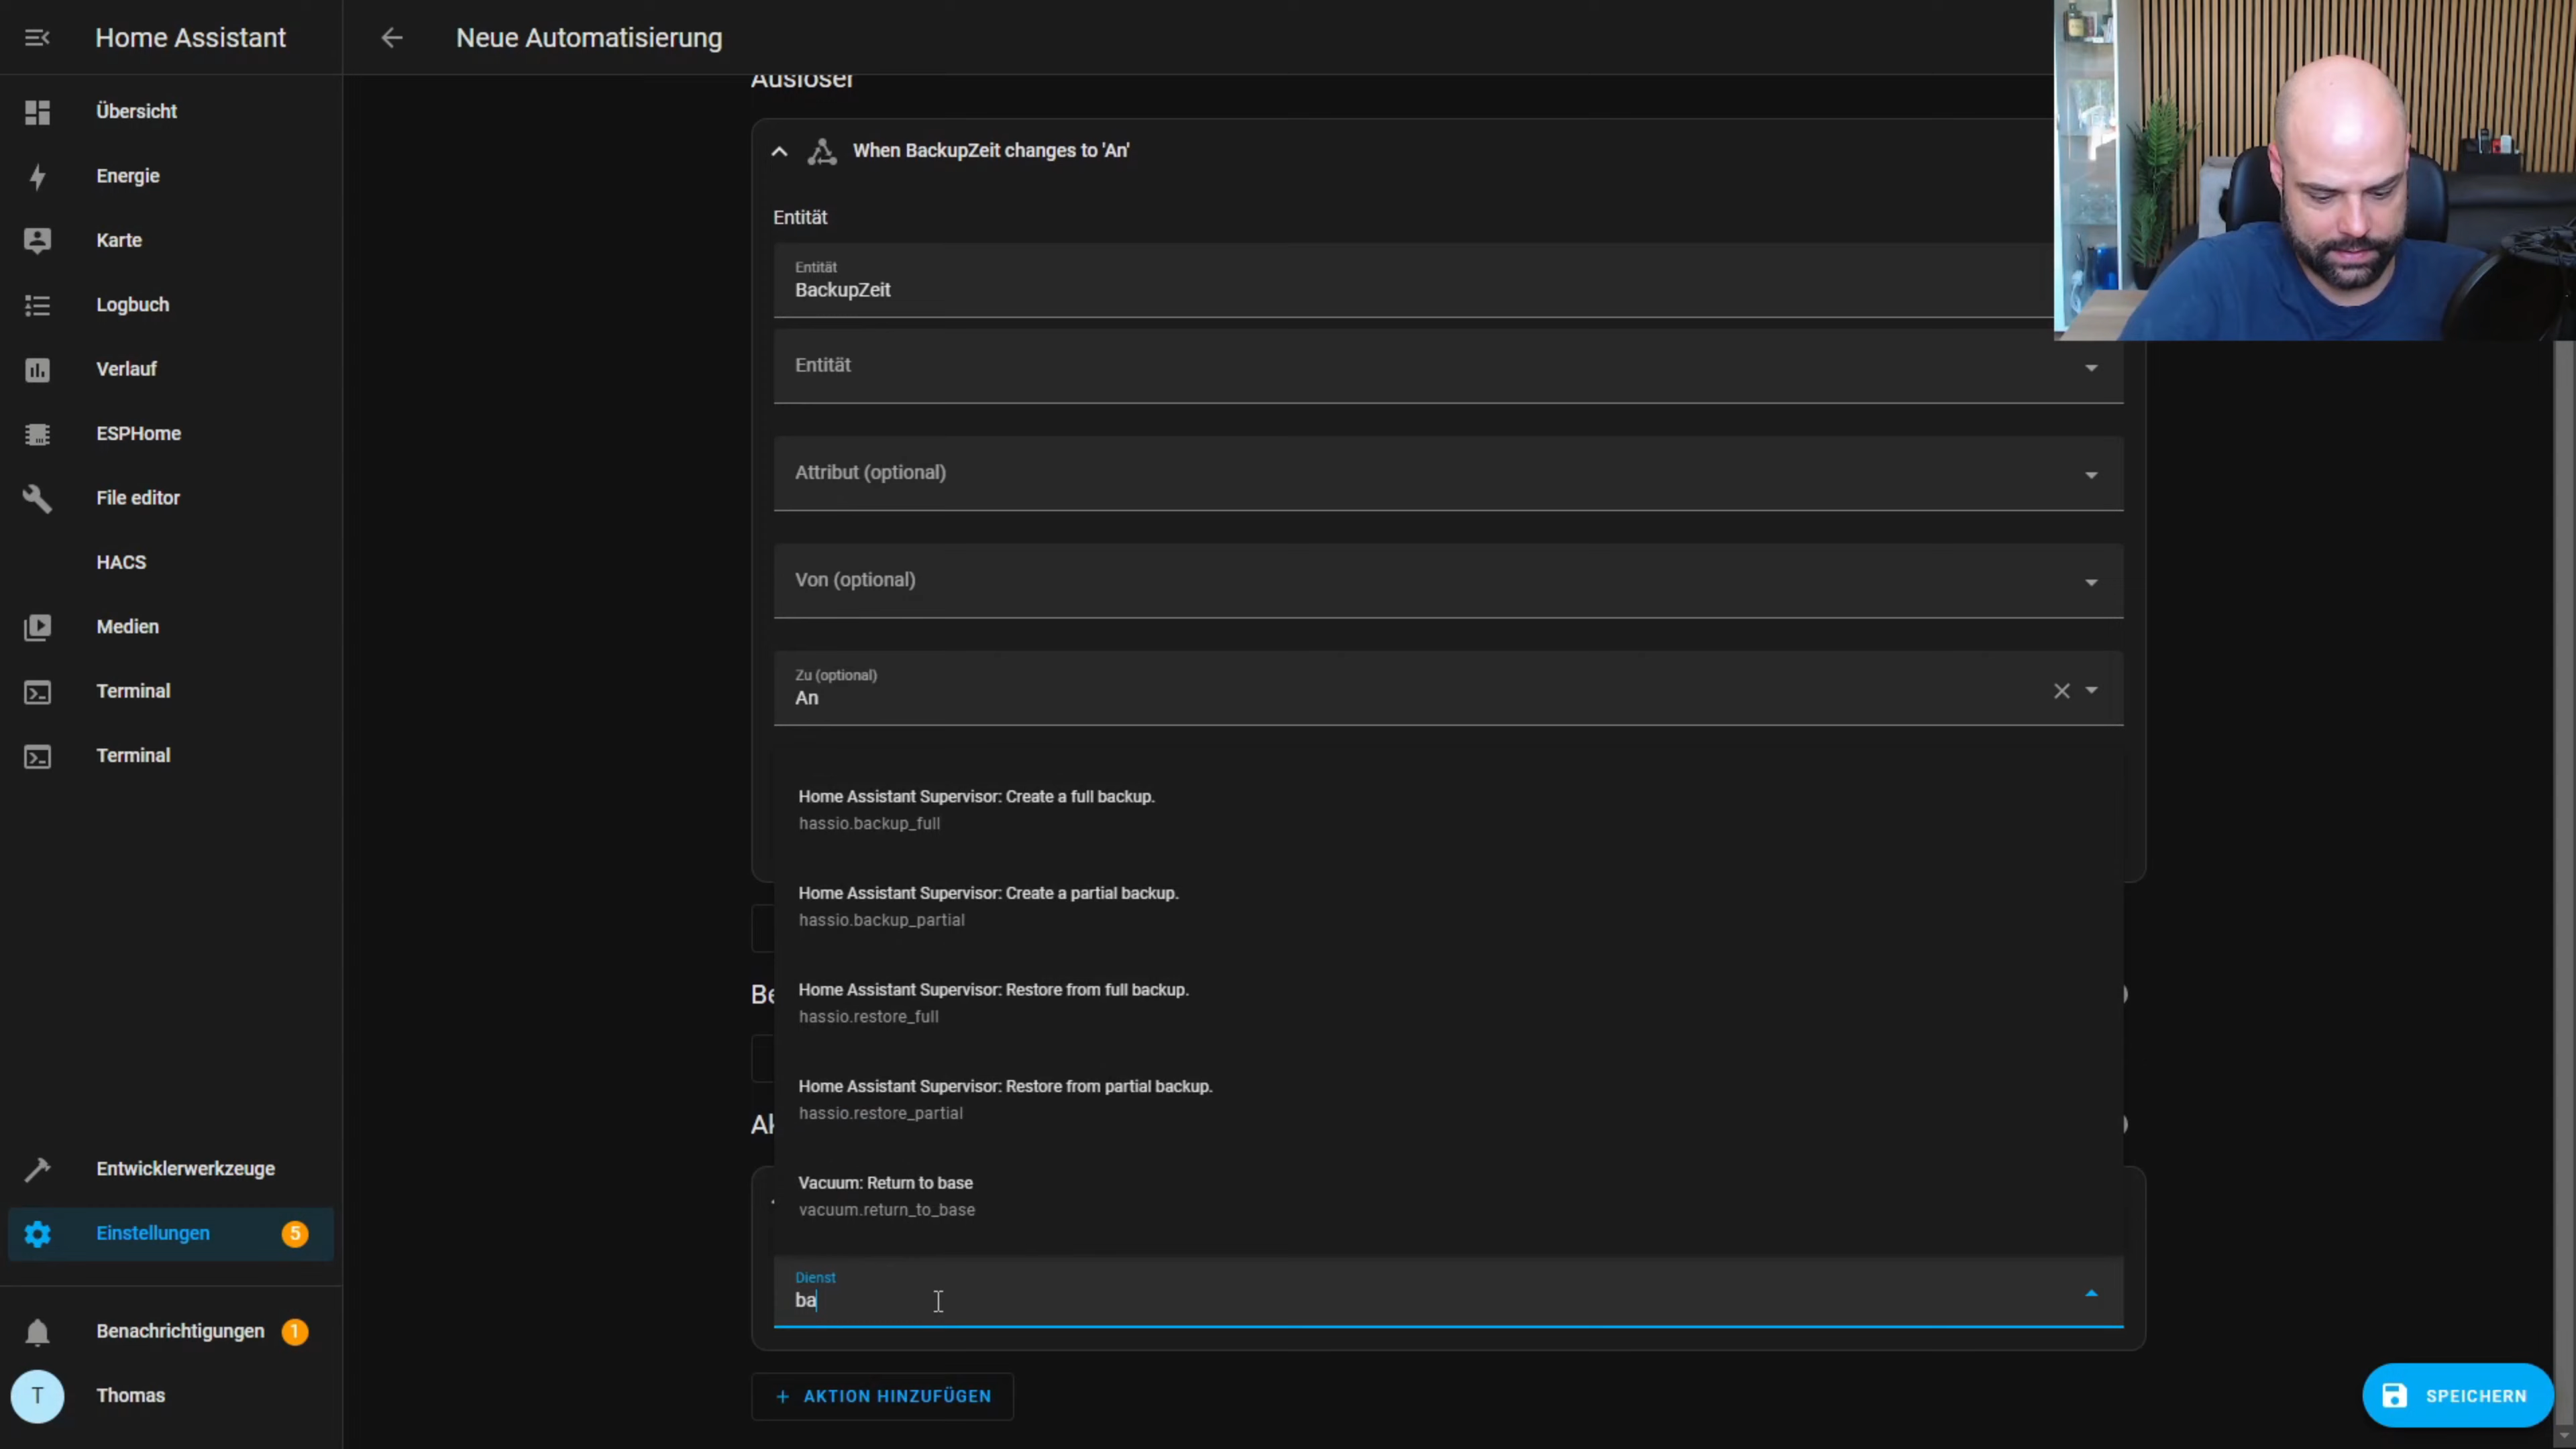 Home Assistant
Neue Automatisierung
Übersicht
Energie
Karte
Logbuch
Verlauf
ESPHome
File editor
HACS
Medien
Terminal
Terminal
Entwicklerwerkzeuge
Einstellungen 5
Benachrichtigungen 1
T Thomas
Auslöser
When BackupZeit changes to 'An'
Entität
Entität
BackupZeit
Entität
Attribut (optional)
Von (optional)
Zu (optional)
An
Home Assistant Supervisor: Create a full backup.
hassio.backup_full
Home Assistant Supervisor: Create a partial backup.
hassio.backup_partial
Be
Home Assistant Supervisor: Restore from full backup.
hassio.restore_full
Home Assistant Supervisor: Restore from partial backup.
hassio.restore_partial
Ak
Vacuum: Return to base
vacuum.return_to_base
Dienst
ba
+ AKTION HINZUFÜGEN
SPEICHERN